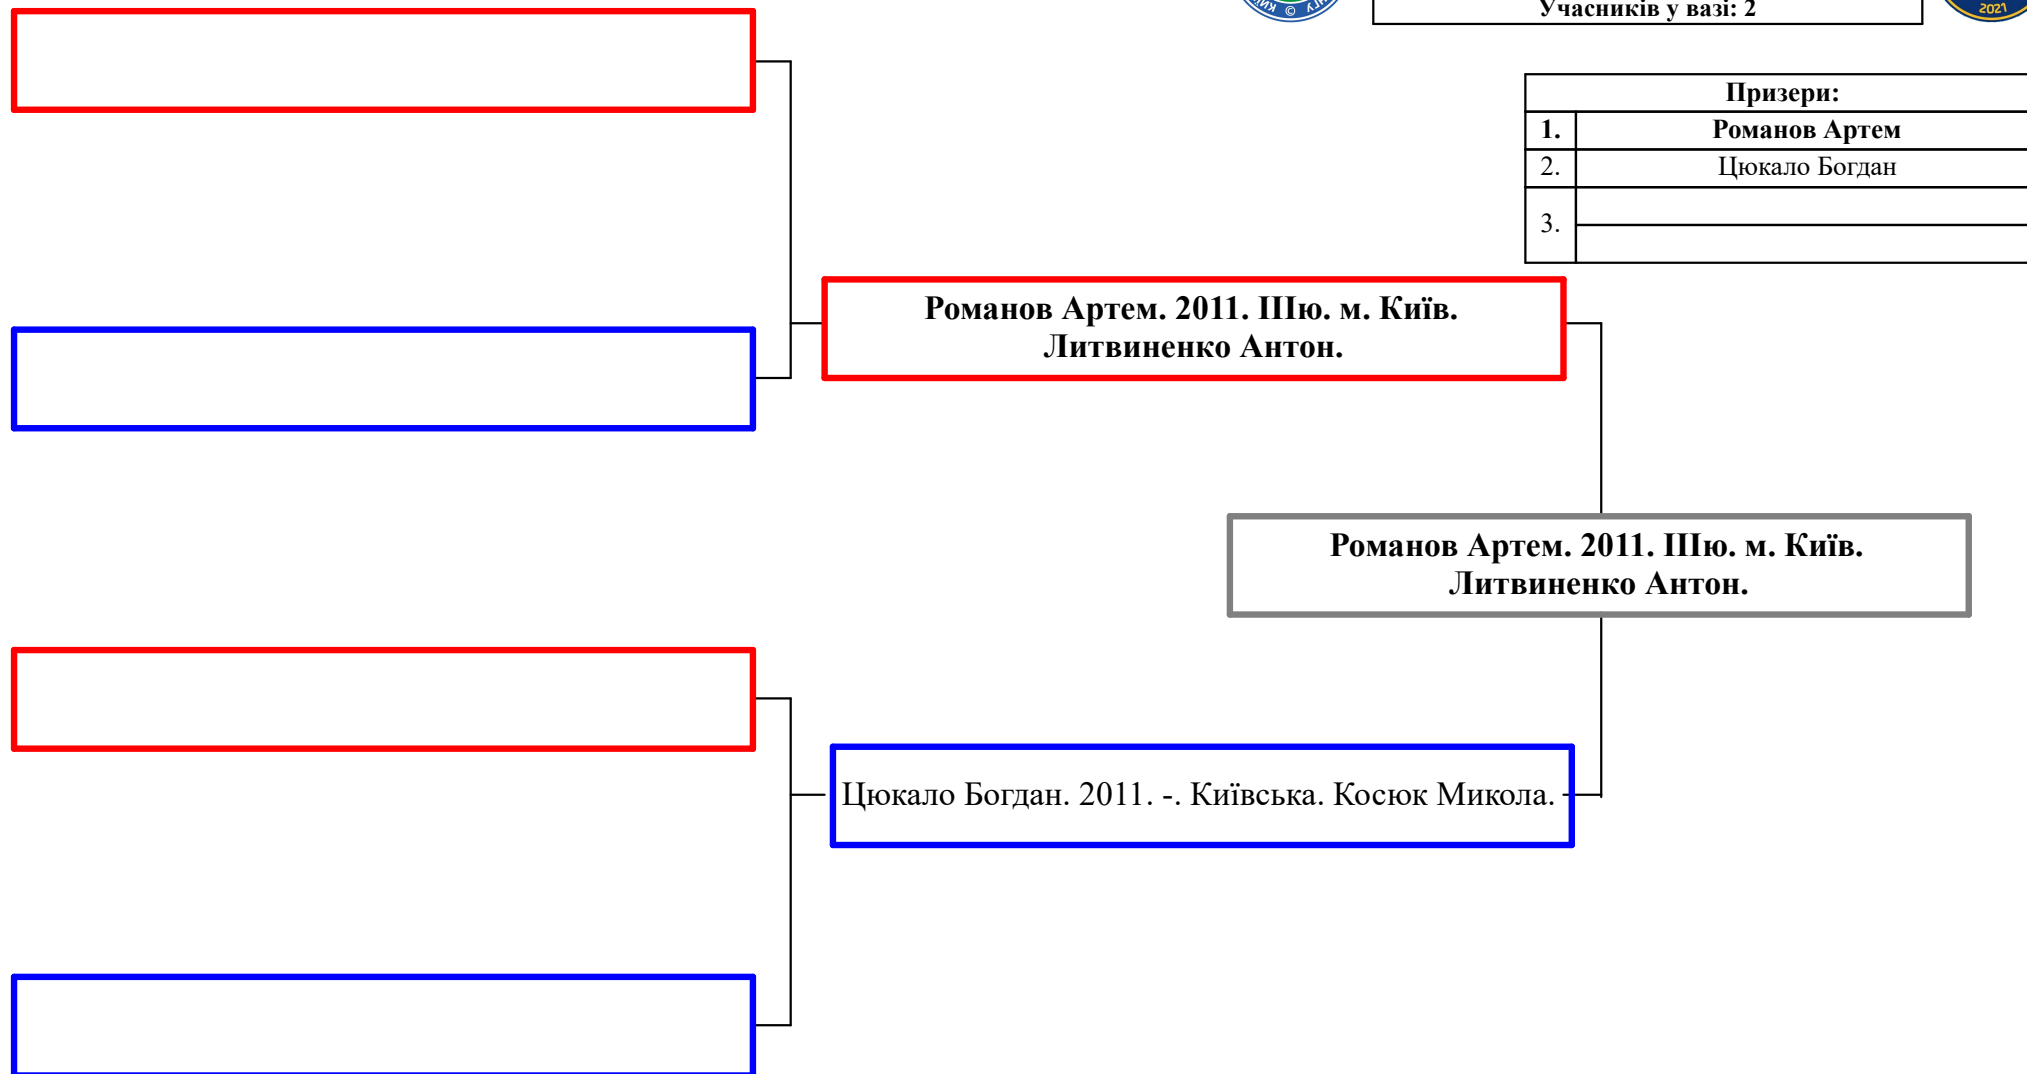 Учасників у вазі: 2
2021
Призери:
1. Романов Артем
2. Цюкало Богдан
3.
Романов Артем. 2011. ІІІю. м. Київ.
Литвиненко Антон.
Романов Артем. 2011. ІІІю. м. Київ.
Литвиненко Антон.
Цюкало Богдан. 2011. -. Київська. Косюк Микола.